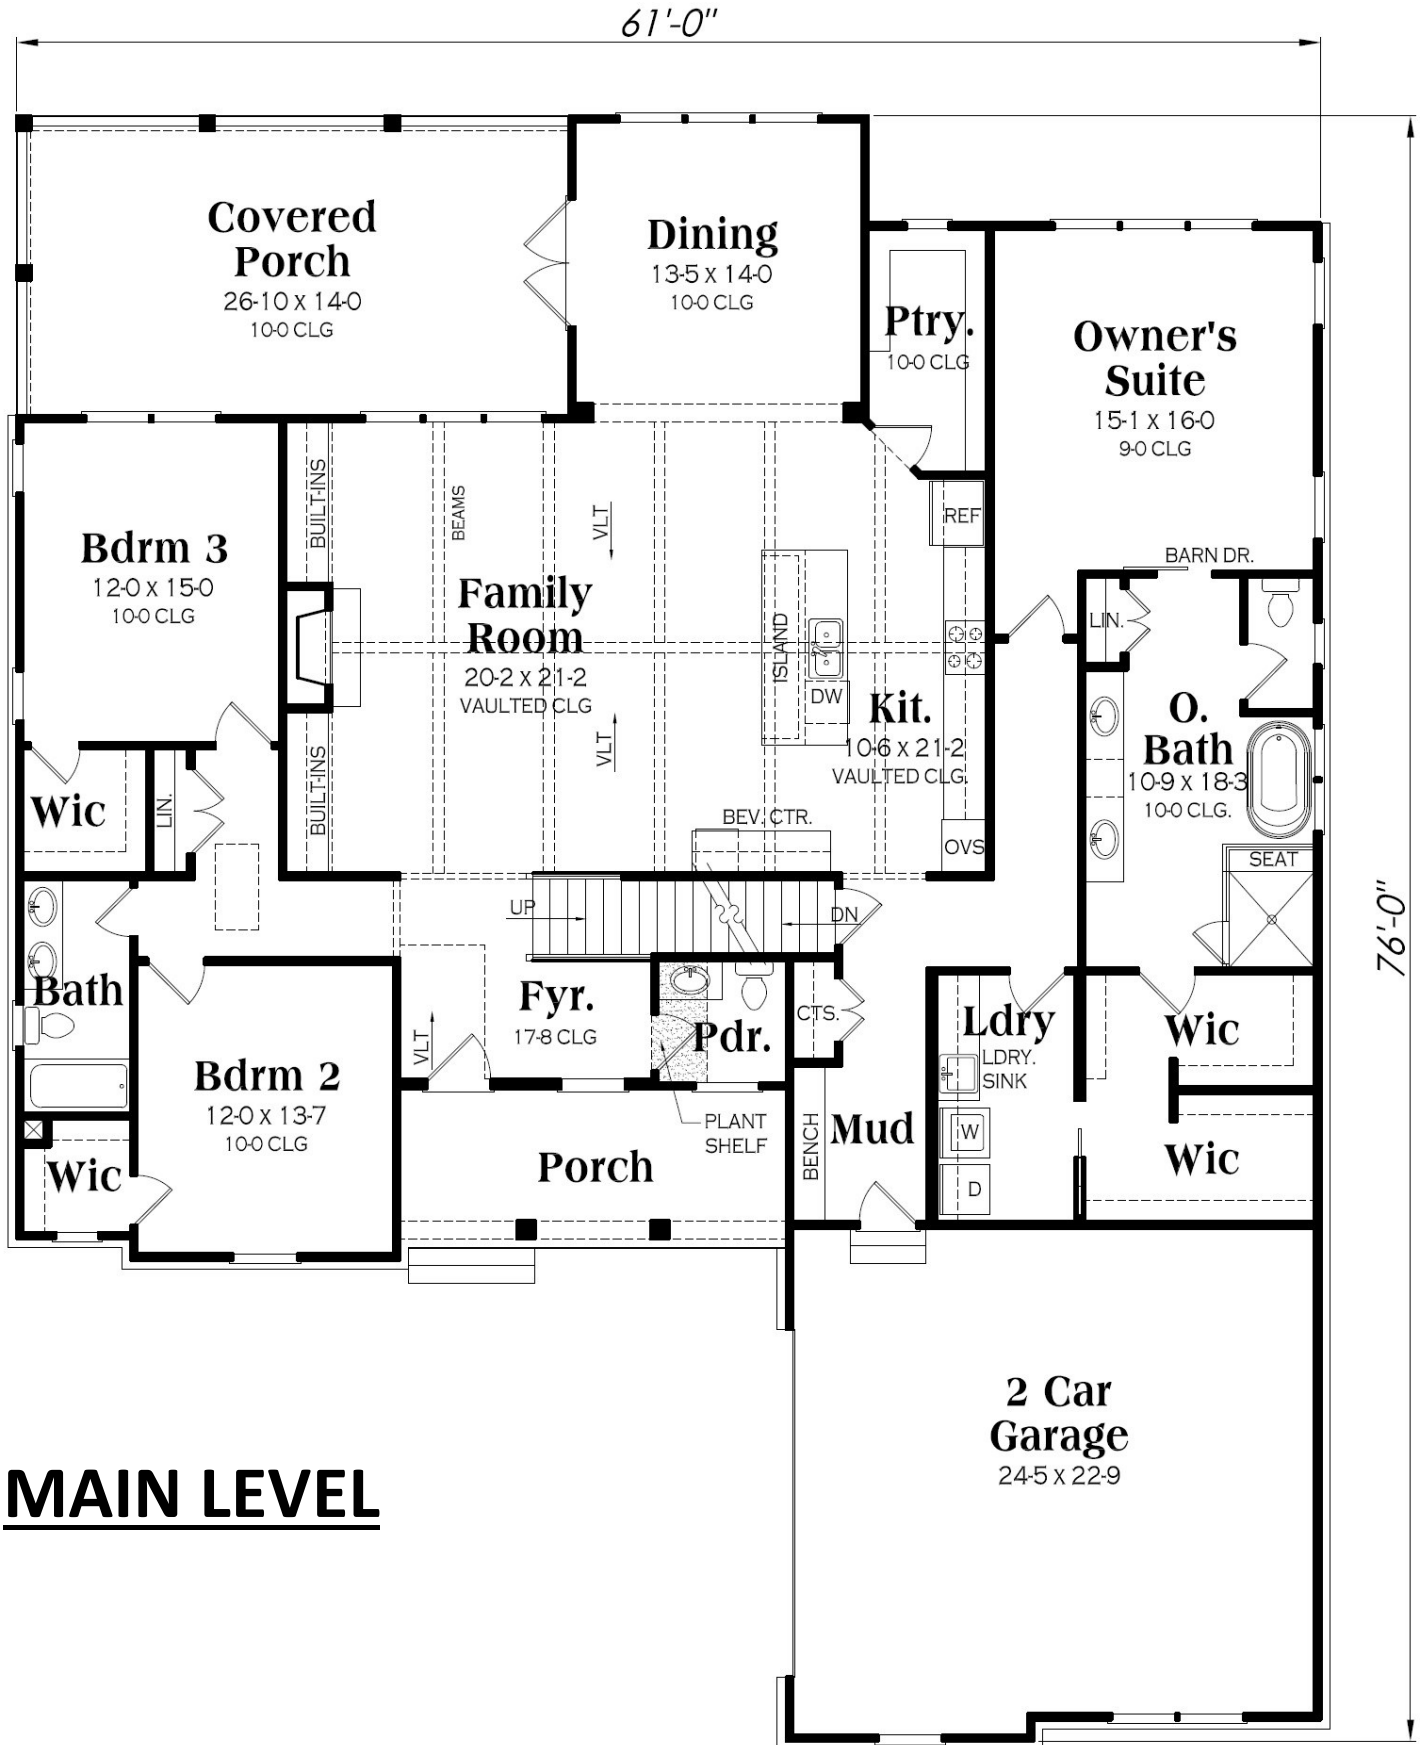 61'-0"
Covered
Porch
26-10 x 14-0
10-0 CLG
Dining
13-5 x 14-0
10-0 CLG
Ptry.
10-0 CLG
Owner's
Suite
15-1 x 16-0
9-0 CLG
BARN DR.
Bdrm 3
12-0 x 15-0
10-0 CLG
BUILT-INS
BEAMS
VLT
Family
Room
20-2 x 21-2
VAULTED CLG
VLT
BUILT-INS
REF
ISLAND
DW
Kit.
10-6 x 21-2
VAULTED CLG.
BEV. CTR.
OVS
LIN.
O.
Bath
10-9 x 18-3
10-0 CLG.
SEAT
Wic
LIN.
UP
DN
76'-0"
Bath
Fyr.
17-8 CLG
VLT
Pdr.
CTS.
Ldry
LDRY.
SINK
Wic
Bdrm 2
12-0 x 13-7
10-0 CLG
PLANT
SHELF
BENCH
Mud
W
D
Wic
Wic
Porch
2 Car
Garage
24-5 x 22-9
MAIN LEVEL